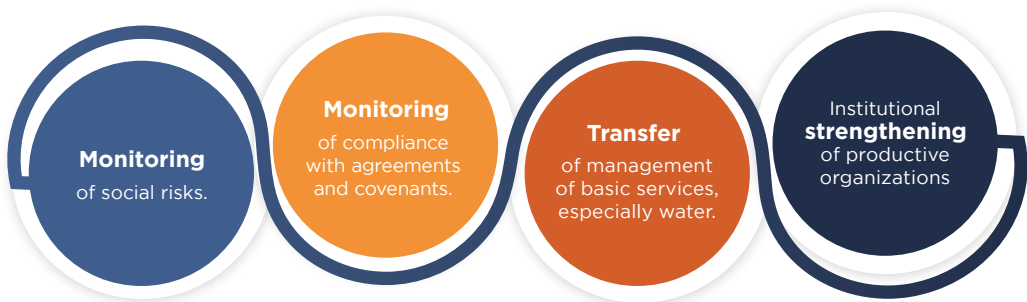 Monitoring
of social risks.
Monitoring
of compliance
with agreements
and covenants.
Transfer
of management
of basic services,
especially water.
Institutional
strengthening
of productive
organizations